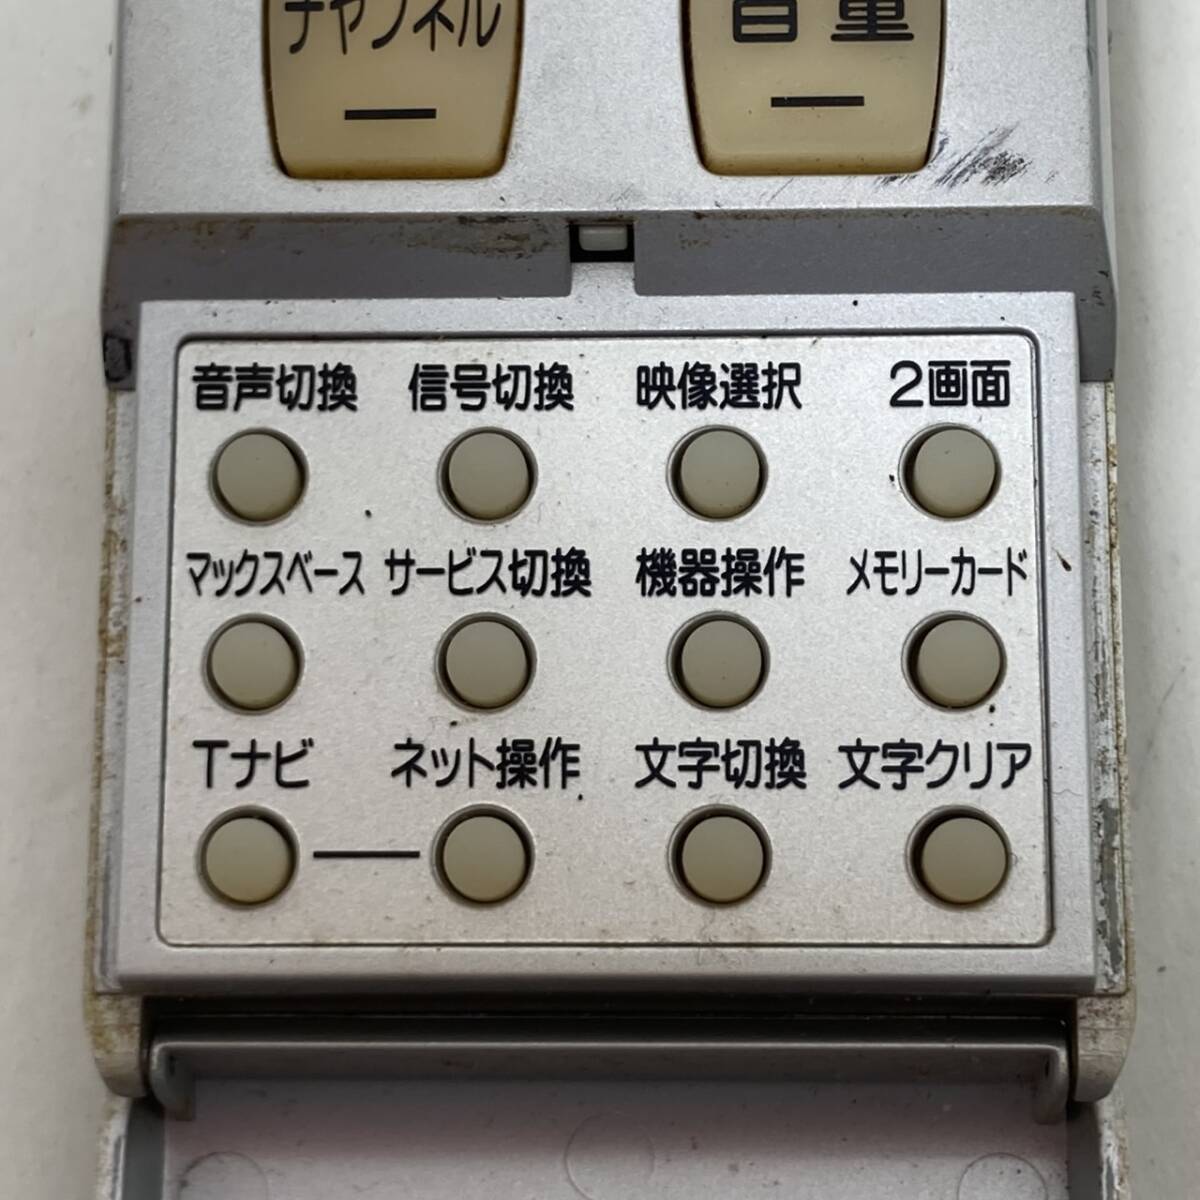 チャンネル 音量
音声切換 信号切換 映像選択 2画面
マックスベース サービス切換 機器操作 メモリーカード
Tナビ ネット操作 文字切換 文字クリア